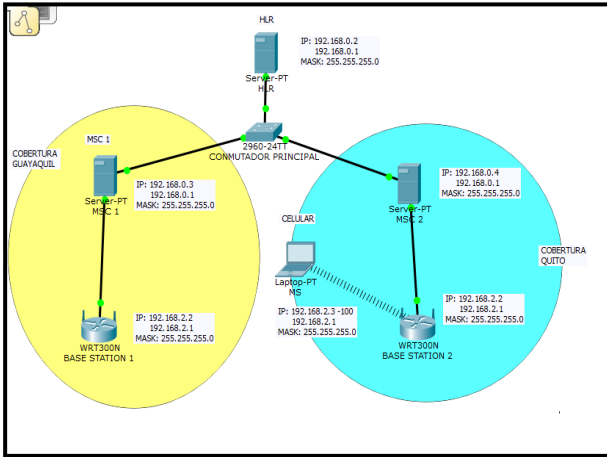 HLR
IP: 192.168.0.2
192.168.0.1
MASK: 255.255.255.0
Server-PT
HLR
2960-24TT
CONMUTADOR PRINCIPAL
MSC 1
COBERTURA
GUAYAQUIL
IP: 192.168.0.3
192.168.0.1
MASK: 255.255.255.0
Server-PT
MSC 1
IP: 192.168.0.4
192.168.0.1
MASK: 255.255.255.0
Server-PT
MSC 2
CELULAR
COBERTURA
QUITO
Laptop-PT
MS
IP: 192.168.2.3 -100
192.168.2.1
MASK: 255.255.255.0
IP: 192.168.2.2
192.168.2.1
MASK: 255.255.255.0
WRT300N
BASE STATION 1
IP: 192.168.2.2
192.168.2.1
MASK: 255.255.255.0
WRT300N
BASE STATION 2